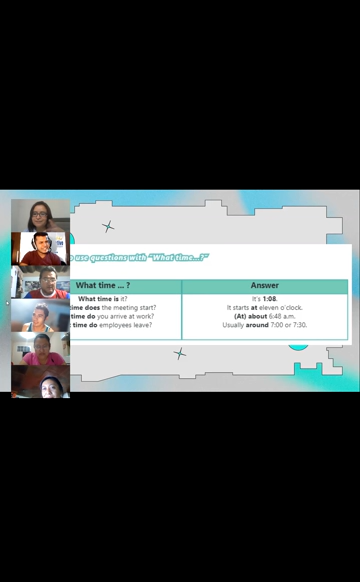 use questions with "What time...?"
What time ... ?
Answer
What time is it?
It's 1:08.
time does the meeting start?
It starts at eleven o'clock.
time do you arrive at work?
(At) about 6:48 a.m.
time do employees leave?
Usually around 7:00 or 7:30.